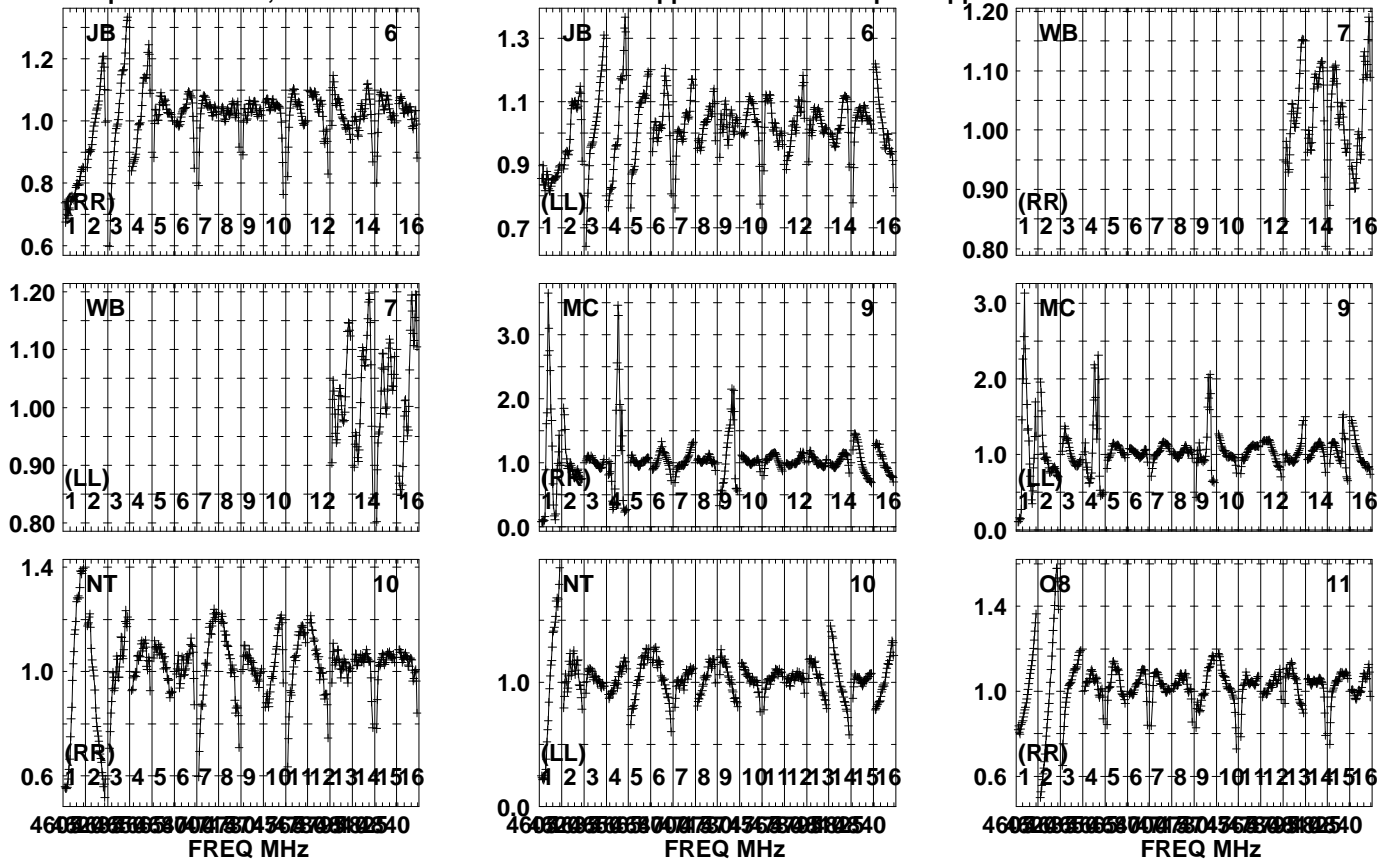 JB 6
1.2
1.0
0.8
0.6
(RR)
1 2 3 4 5 6 7 8 9 10 12 14 16
JB 6
1.3
1.1
0.9
0.7
(LL)
1 2 3 4 5 6 7 8 9 10 12 14 16
WB 7
1.20
1.10
1.00
0.90
0.80
(RR)
1 2 3 4 5 6 7 8 9 10 12 14 16
WB 7
1.20
1.10
1.00
0.90
0.80
(LL)
1 2 3 4 5 6 7 8 9 10 12 14 16
MC 9
3.0
2.0
1.0
0.0
(RR)
1 2 3 4 5 6 7 8 9 10 12 14 16
MC 9
3.0
2.0
1.0
0.0
(LL)
1 2 3 4 5 6 7 8 9 10 12 14 16
NT 10
1.4
1.0
0.6
(RR)
1 2 3 4 5 6 7 8 9 10 11 12 13 14 15 16
FREQ MHz
NT 10
1.0
0.0
(LL)
1 2 3 4 5 6 7 8 9 10 11 12 13 14 15 16
FREQ MHz
O8 11
1.4
1.0
0.6
(RR)
1 2 3 4 5 6 7 8 9 10 11 12 13 14 15 16
FREQ MHz